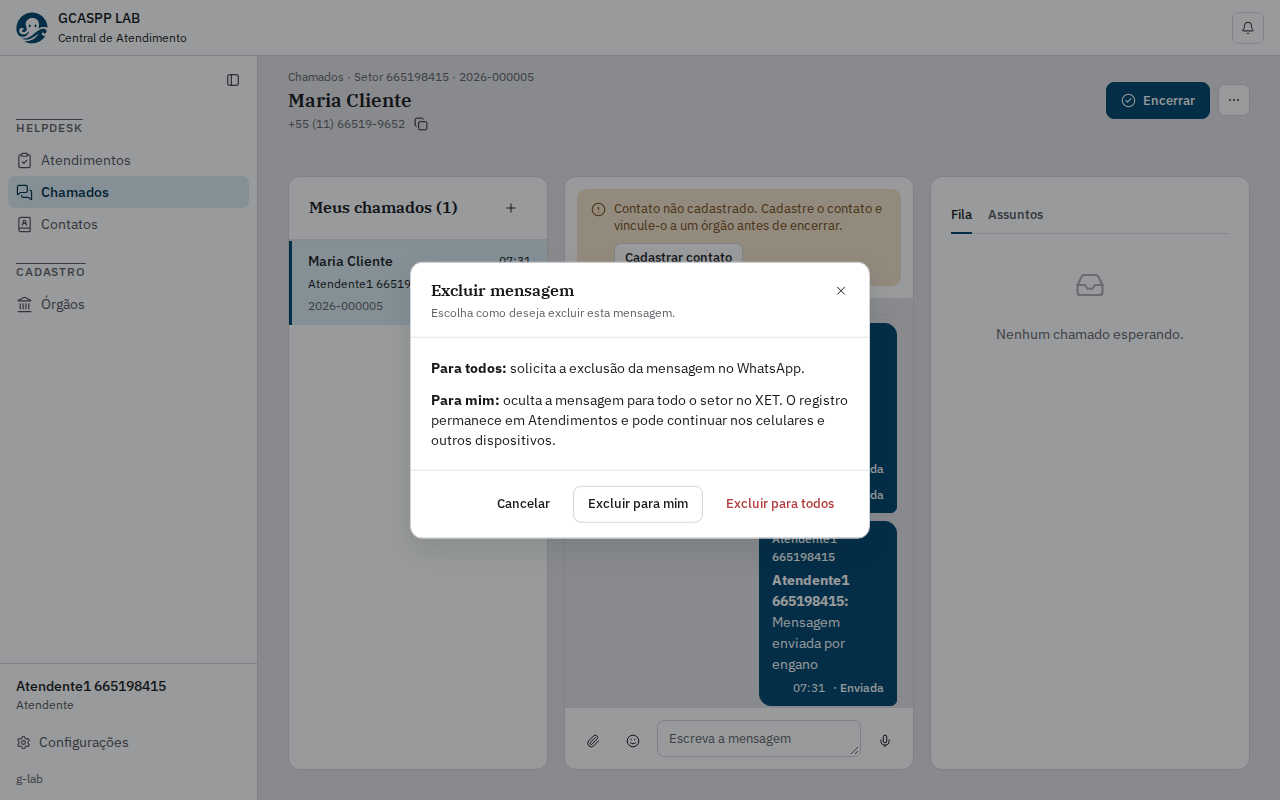 GCASPP LAB
Central de Atendimento
HELPDESK
Atendimentos
Chamados
Contatos
CADASTRO
Órgãos
Atendente1 665198415
Atendente
Configurações
g-lab
Chamados · Setor 665198415 · 2026-000005
Maria Cliente
+55 (11) 66519-9652
Encerrar
Meus chamados (1)
Maria Cliente 07:31
Atendente1 66519
2026-000005
Contato não cadastrado. Cadastre o contato e
vincule-o a um órgão antes de encerrar.
Cadastrar contato
Excluir mensagem
Escolha como deseja excluir esta mensagem.
Para todos: solicita a exclusão da mensagem no WhatsApp.
Para mim: oculta a mensagem para todo o setor no XET. O registro
permanece em Atendimentos e pode continuar nos celulares e
outros dispositivos.
Cancelar
Excluir para mim
Excluir para todos
da
da
Atendente1
665198415
Atendente1
665198415:
Mensagem
enviada por
engano
07:31 · Enviada
Escreva a mensagem
Fila
Assuntos
Nenhum chamado esperando.